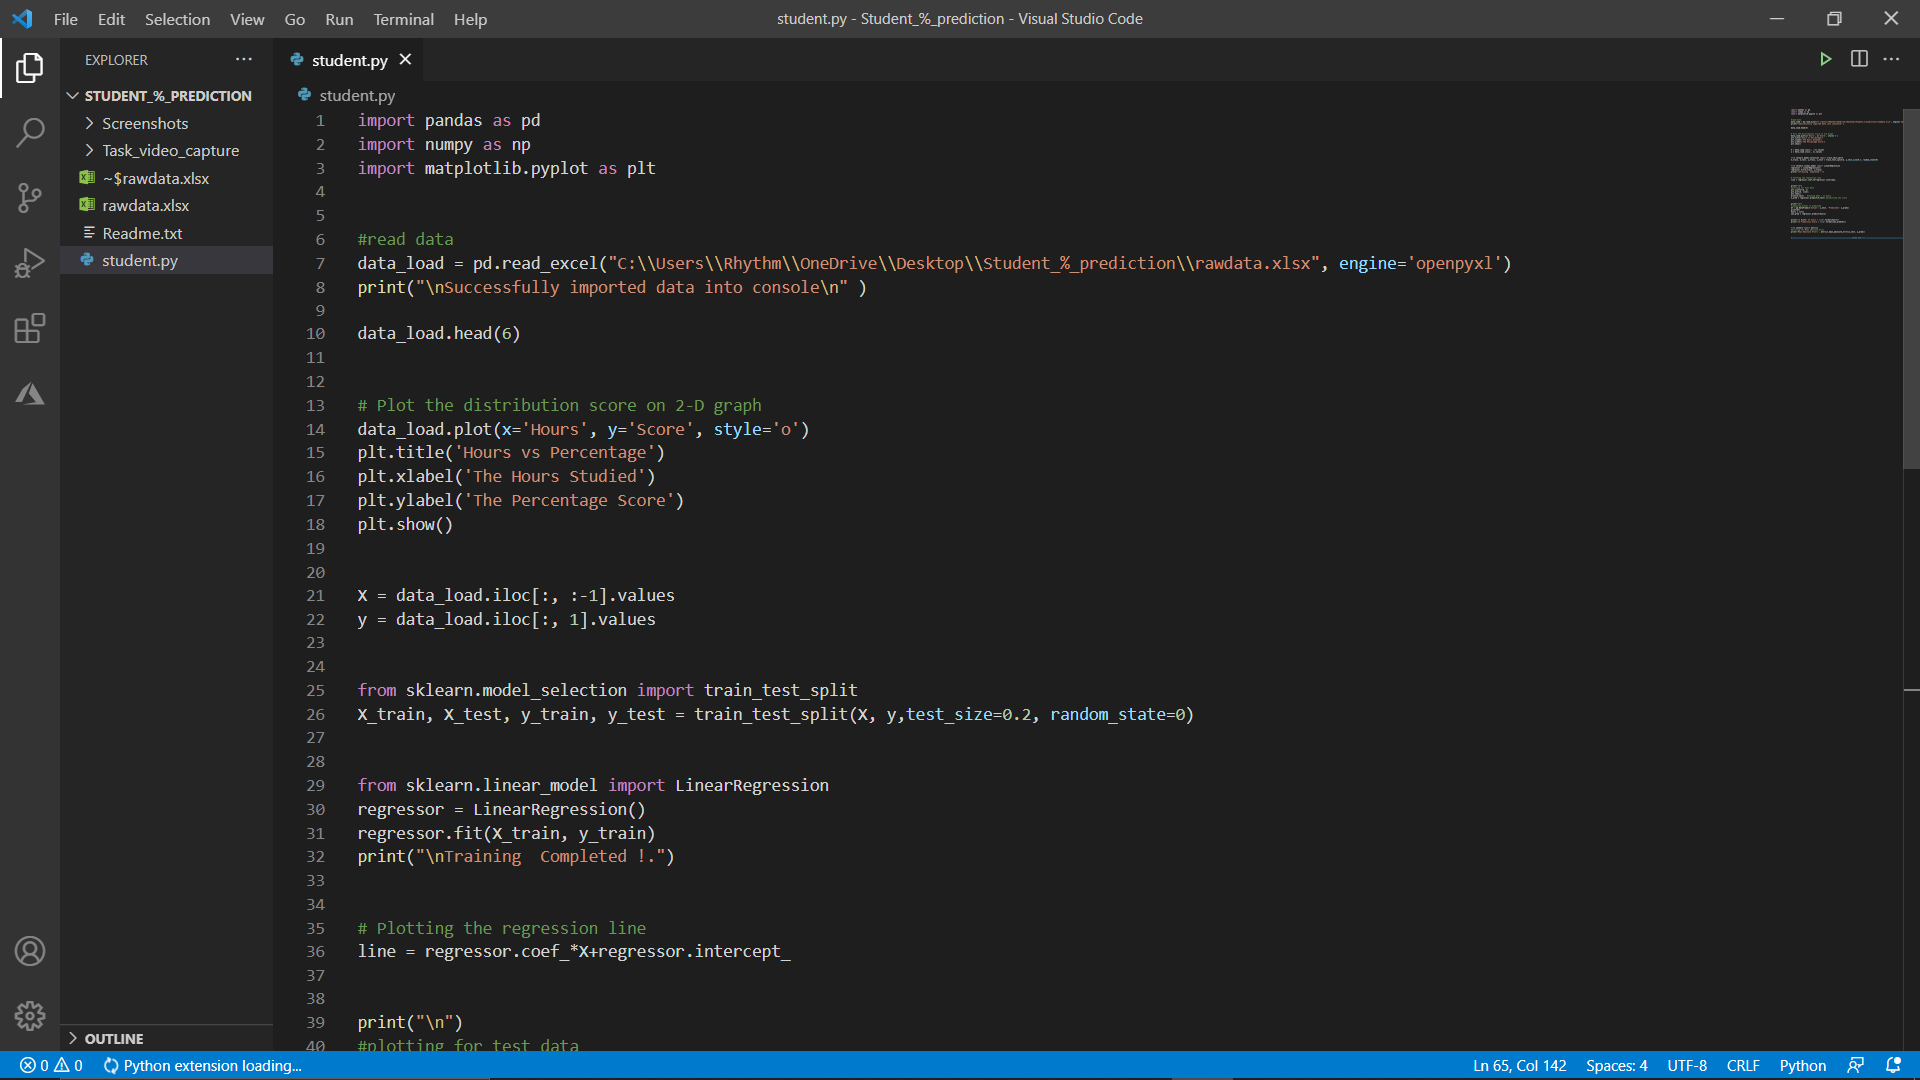 File Edit Selection View Go Run Terminal Help
student.py - Student_%_prediction - Visual Studio Code
EXPLORER
STUDENT_%_PREDICTION
Screenshots
Task_video_capture
~$rawdata.xlsx
rawdata.xlsx
Readme.txt
student.py
OUTLINE
student.py
student.py
1 import pandas as pd
2 import numpy as np
3 import matplotlib.pyplot as plt
4
5
6 #read data
7 data_load = pd.read_excel("C:\\Users\\Rhythm\\OneDrive\\Desktop\\Student_%_prediction\\rawdata.xlsx", engine='openpyxl')
8 print("\nSuccessfully imported data into console\n" )
9
10 data_load.head(6)
11
12
13 # Plot the distribution score on 2-D graph
14 data_load.plot(x='Hours', y='Score', style='o')
15 plt.title('Hours vs Percentage')
16 plt.xlabel('The Hours Studied')
17 plt.ylabel('The Percentage Score')
18 plt.show()
19
20
21 X = data_load.iloc[:, :-1].values
22 y = data_load.iloc[:, 1].values
23
24
25 from sklearn.model_selection import train_test_split
26 X_train, X_test, y_train, y_test = train_test_split(X, y,test_size=0.2, random_state=0)
27
28
29 from sklearn.linear_model import LinearRegression
30 regressor = LinearRegression()
31 regressor.fit(X_train, y_train)
32 print("\nTraining  Completed !.")
33
34
35 # Plotting the regression line
36 line = regressor.coef_*X+regressor.intercept_
37
38
39 print("\n")
40 #plotting for test data
0 0 Python extension loading...
Ln 65, Col 142 Spaces: 4 UTF-8 CRLF Python